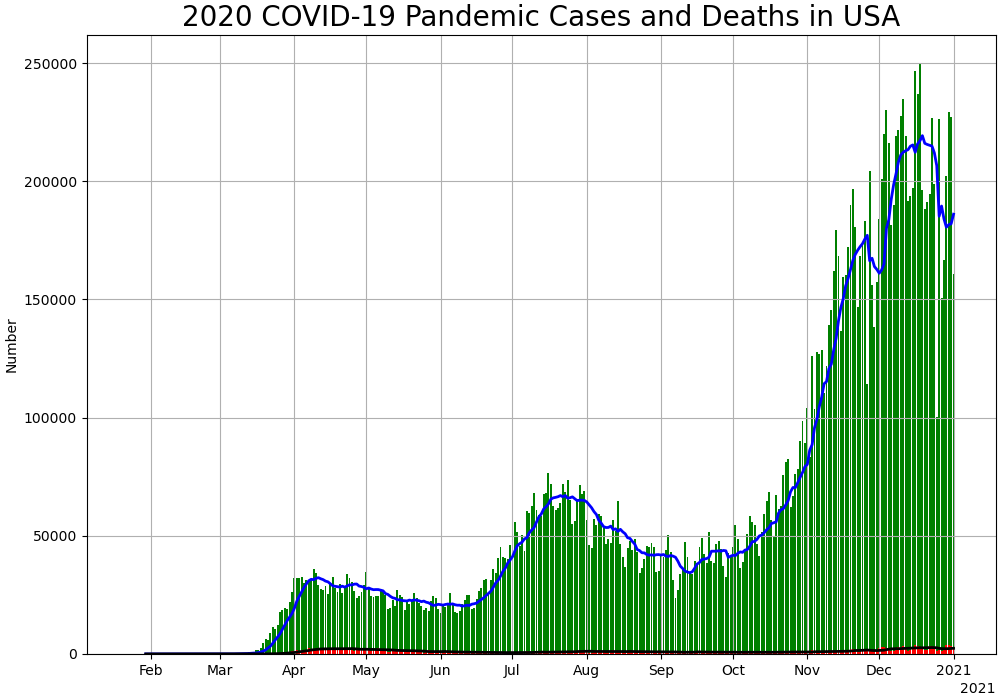 2020 COVID-19 Pandemic Cases and Deaths in USA
250000
200000
150000
100000
50000
0
Number
Feb Mar Apr May Jun Jul Aug Sep Oct Nov Dec 2021
2021